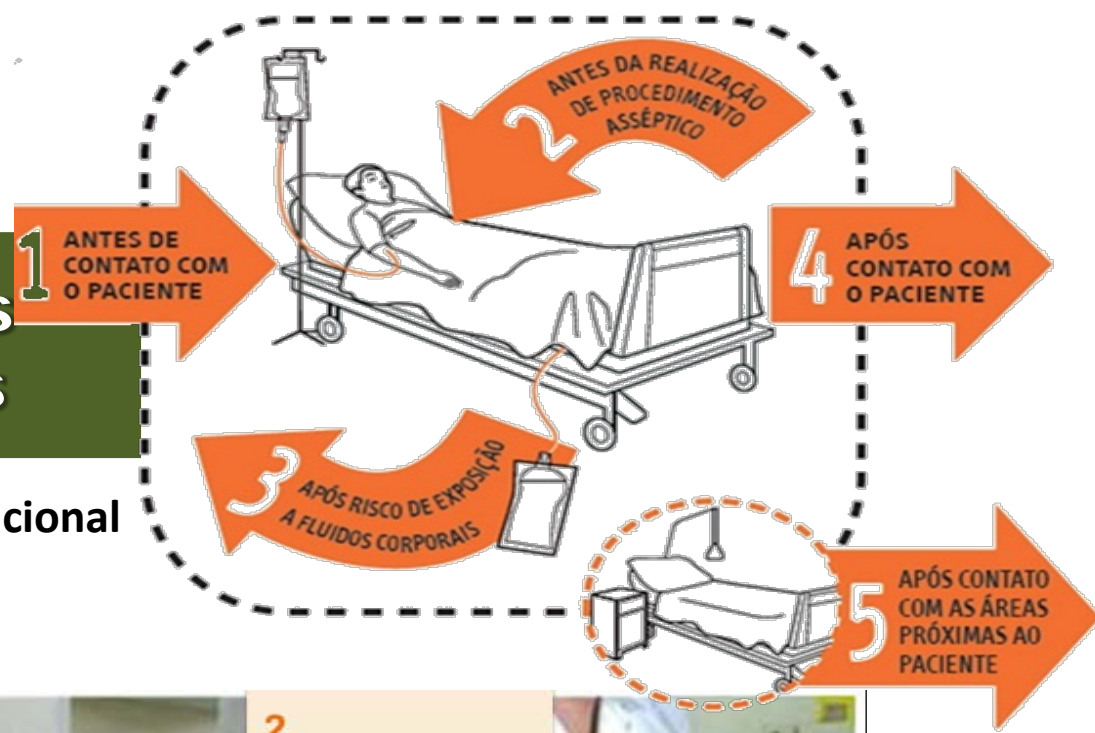 2
ANTES DA REALIZAÇÃO
DE PROCEDIMENTO
ASSÉPTICO
1
ANTES DE
CONTATO COM
O PACIENTE
4
APÓS
CONTATO COM
O PACIENTE
s
s
3
APÓS RISCO DE EXPOSIÇÃO
A FLUIDOS CORPORAIS
cional
5
APÓS CONTATO
COM AS ÁREAS
PRÓXIMAS AO
PACIENTE
2